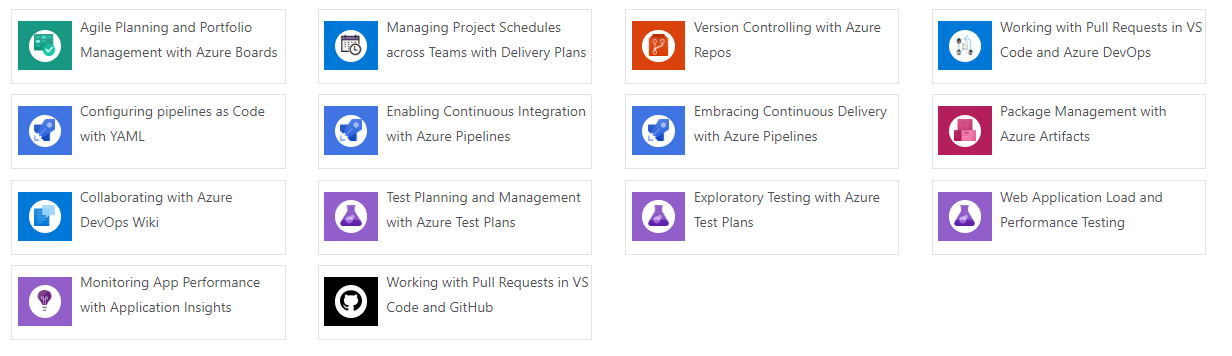 Agile Planning and Portfolio
Management with Azure Boards
Managing Project Schedules
across Teams with Delivery Plans
Version Controlling with Azure
Repos
Working with Pull Requests in VS
Code and Azure DevOps
Configuring pipelines as Code
with YAML
Enabling Continuous Integration
with Azure Pipelines
Embracing Continuous Delivery
with Azure Pipelines
Package Management with
Azure Artifacts
Collaborating with Azure
DevOps Wiki
Test Planning and Management
with Azure Test Plans
Exploratory Testing with Azure
Test Plans
Web Application Load and
Performance Testing
Monitoring App Performance
with Application Insights
Working with Pull Requests in VS
Code and GitHub